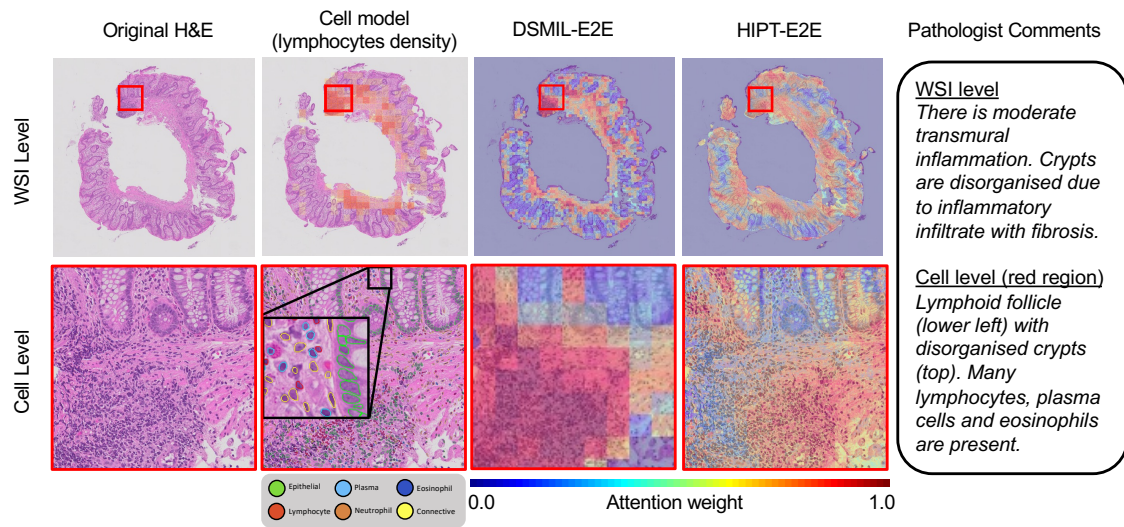 Original H&E
Cell model
(lymphocytes density)
DSMIL-E2E
HIPT-E2E
Pathologist Comments
WSI Level
Cell Level
WSI level
There is moderate
transmural
inflammation. Crypts
are disorganised due
to inflammatory
infiltrate with fibrosis.
Cell level (red region)
Lymphoid follicle
(lower left) with
disorganised crypts
(top). Many
lymphocytes, plasma
cells and eosinophils
are present.
Epithelial
Plasma
Eosinophil
Lymphocyte
Neutrophil
Connective
0.0
Attention weight
1.0